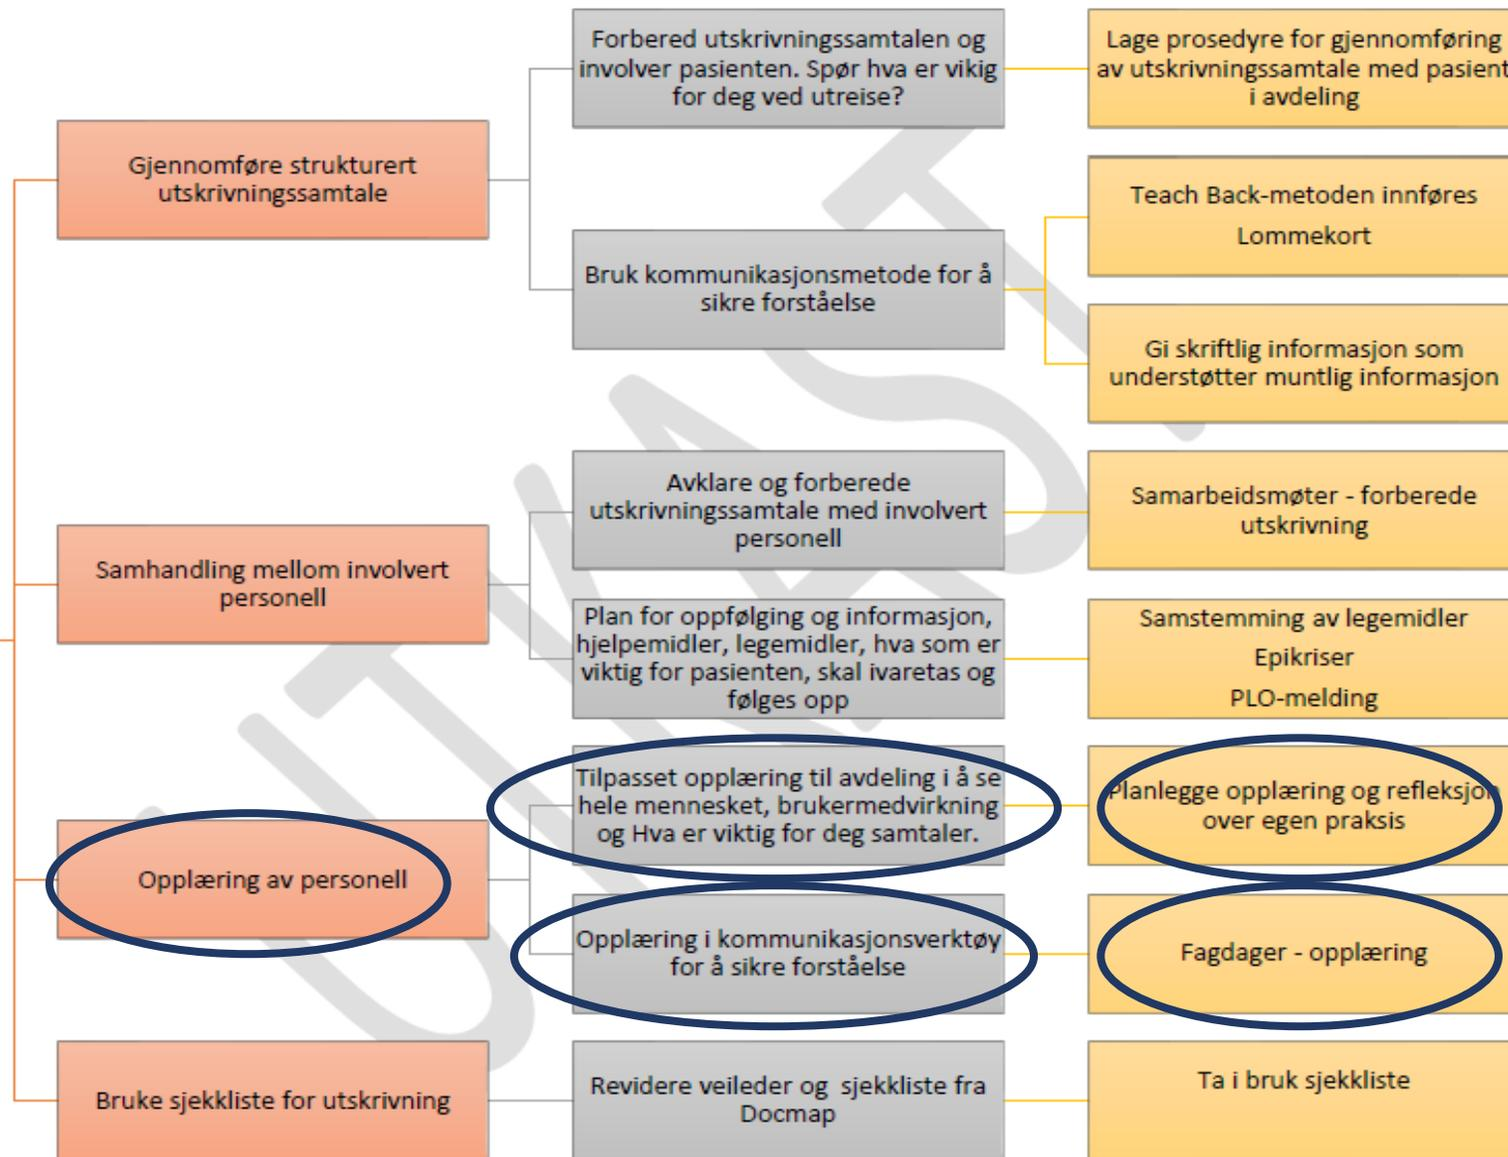 Forbered utskrivningssamtalen og
involver pasienten. Spør hva er vikig
for deg ved utreise?
Lage prosedyre for gjennomføring
av utskrivningssamtale med pasient
i avdeling
Gjennomføre strukturert
utskrivningssamtale
Teach Back-metoden innføres
Lommekort
Bruk kommunikasjonsmetode for å
sikre forståelse
Gi skriftlig informasjon som
understøtter muntlig informasjon
Avklare og forberede
utskrivningssamtale med involvert
personell
Samarbeidsmøter - forberede
utskrivning
Samhandling mellom involvert
personell
Plan for oppfølging og informasjon,
hjelpemidler, legemidler, hva som er
viktig for pasienten, skal ivaretas og
følges opp
Samstemming av legemidler
Epikriser
PLO-melding
Tilpasset opplæring til avdeling i å se
hele mennesket, brukermedvirkning
og Hva er viktig for deg samtaler.
Planlegge opplæring og refleksjon
over egen praksis
Opplæring av personell
Opplæring i kommunikasjonsverktøy
for å sikre forståelse
Fagdager - opplæring
Bruke sjekkliste for utskrivning
Revidere veileder og sjekkliste fra
Docmap
Ta i bruk sjekkliste
UTKAST